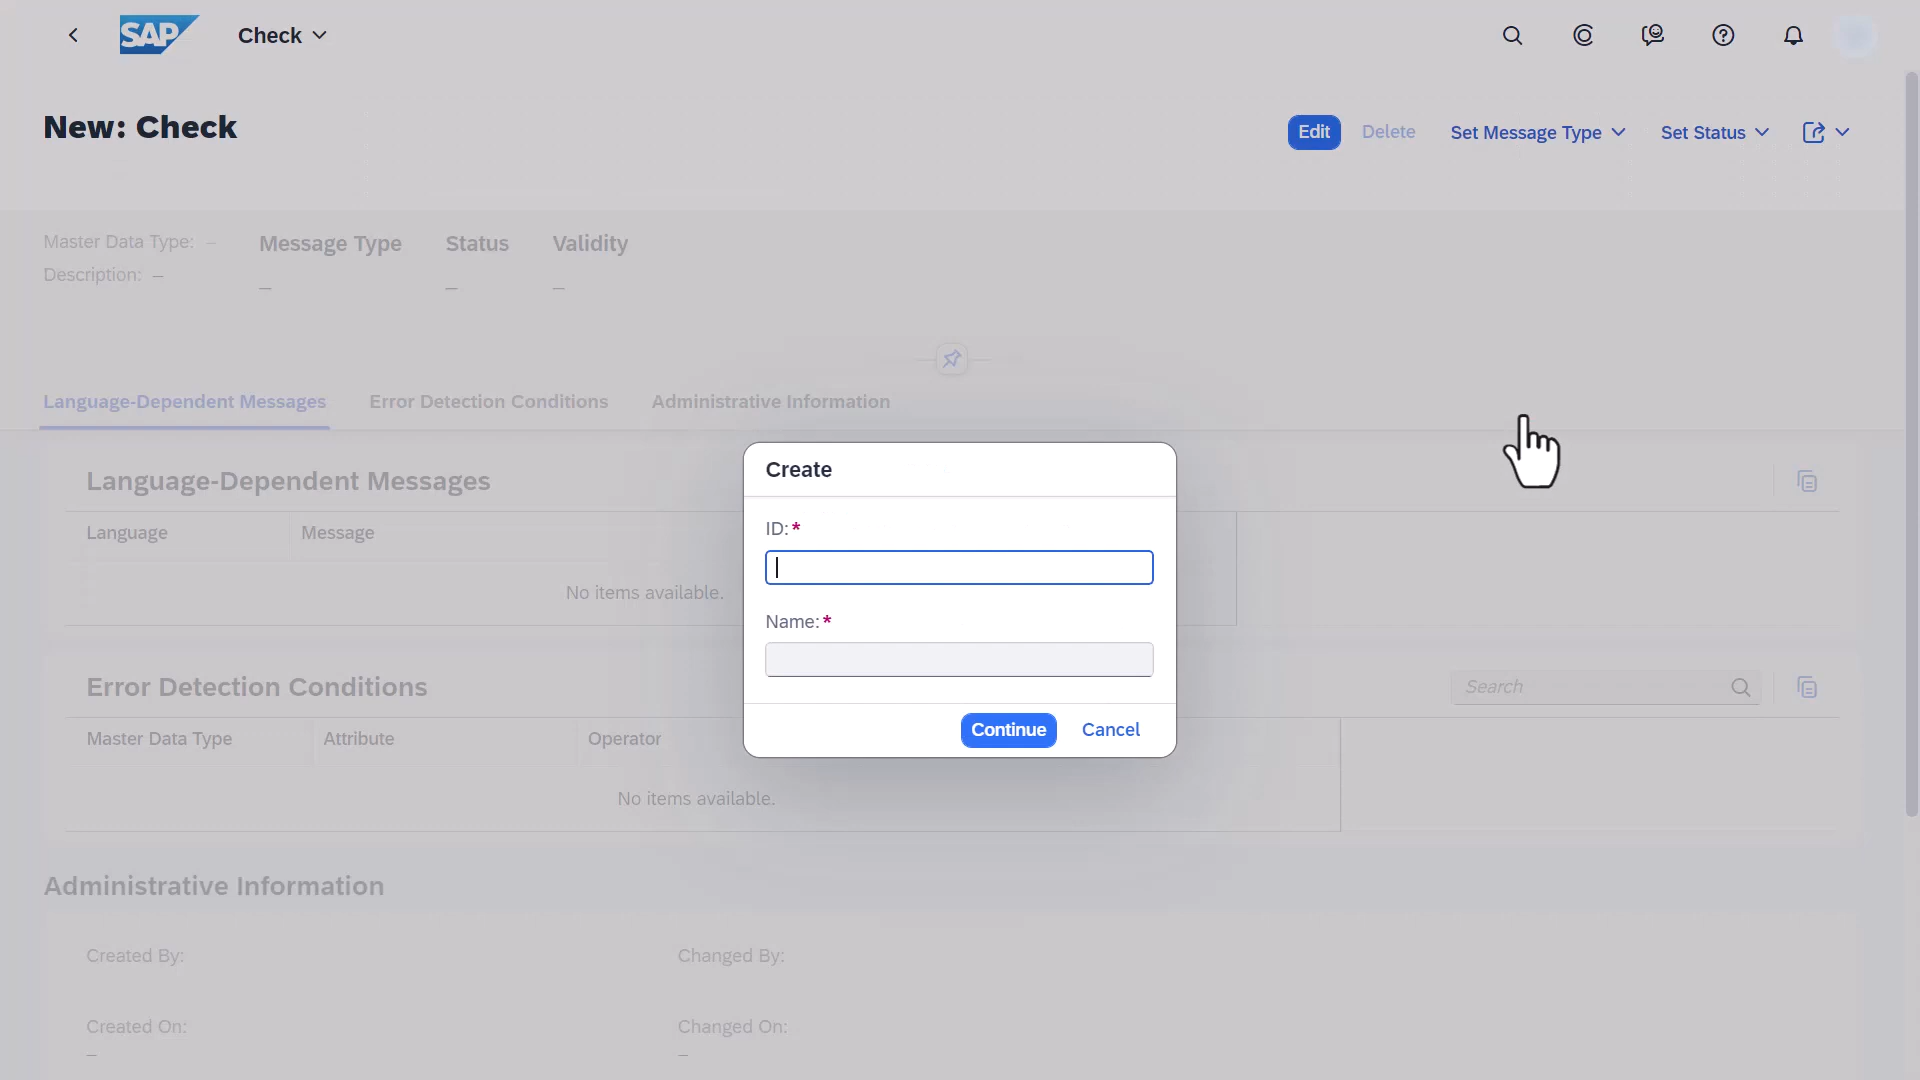 SAP
Check
New: Check
Edit
Delete
Set Message Type
Set Status
Master Data Type: –
Description: –
Message Type
–
Status
–
Validity
–
Language-Dependent Messages
Error Detection Conditions
Administrative Information
Create
ID:*
Name:*
Continue
Cancel
Language-Dependent Messages
Language
Message
No items available.
Error Detection Conditions
Search
Master Data Type
Attribute
Operator
No items available.
Administrative Information
Created By:
Changed By:
Created On:
–
Changed On:
–